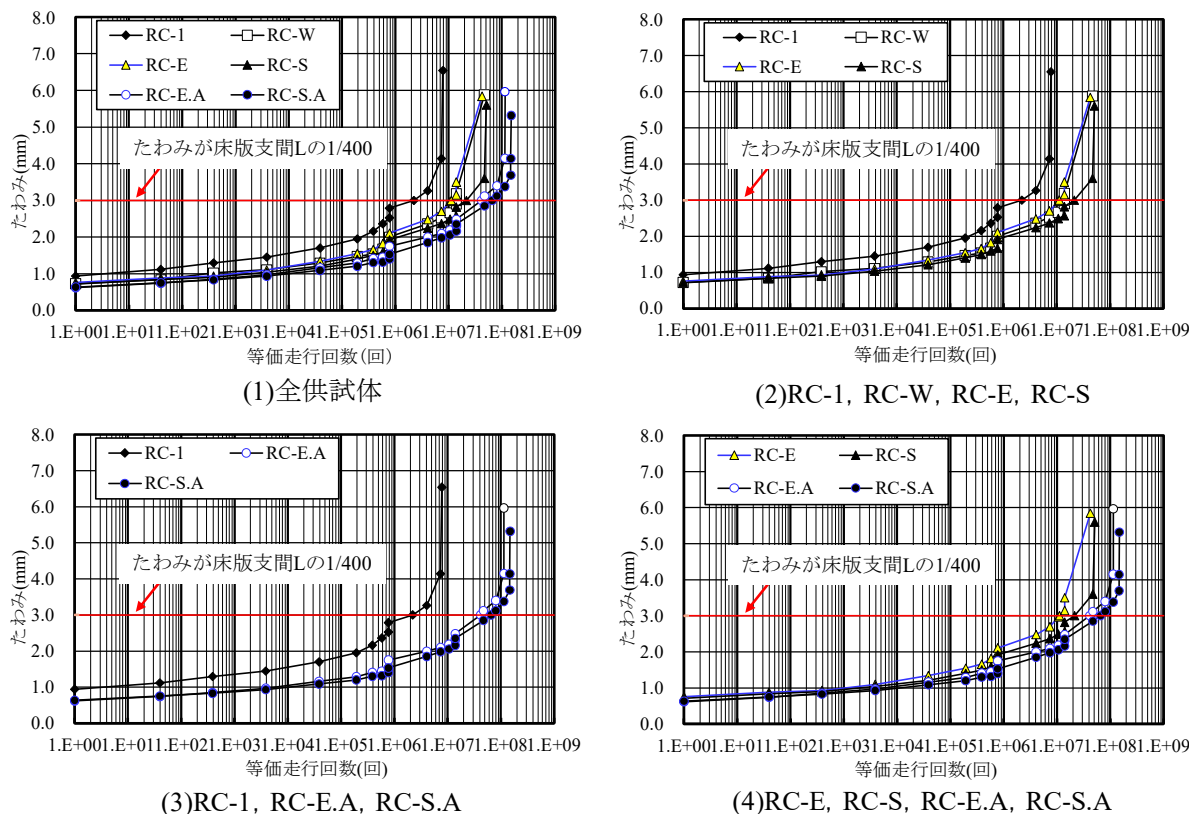 8.0
7.0
6.0
5.0
4.0
3.0
2.0
1.0
0.0
たわみ(mm)
RC-1 RC-W
RC-E RC-S
RC-E.A RC-S.A
たわみが床版支間Lの1/400
1.E+001.E+011.E+021.E+031.E+041.E+051.E+061.E+071.E+081.E+09
等価走行回数(回)
(1)全供試体
8.0
7.0
6.0
5.0
4.0
3.0
2.0
1.0
0.0
たわみ(mm)
RC-1 RC-W
RC-E RC-S
たわみが床版支間Lの1/400
1.E+001.E+011.E+021.E+031.E+041.E+051.E+061.E+071.E+081.E+09
等価走行回数(回)
(2)RC-1, RC-W, RC-E, RC-S
8.0
7.0
6.0
5.0
4.0
3.0
2.0
1.0
0.0
たわみ(mm)
RC-1 RC-E.A
RC-S.A
たわみが床版支間Lの1/400
1.E+001.E+011.E+021.E+031.E+041.E+051.E+061.E+071.E+081.E+09
等価走行回数(回)
(3)RC-1, RC-E.A, RC-S.A
8.0
7.0
6.0
5.0
4.0
3.0
2.0
1.0
0.0
たわみ(mm)
RC-E RC-S
RC-E.A RC-S.A
たわみが床版支間Lの1/400
1.E+001.E+011.E+021.E+031.E+041.E+051.E+061.E+071.E+081.E+09
等価走行回数(回)
(4)RC-E, RC-S, RC-E.A, RC-S.A